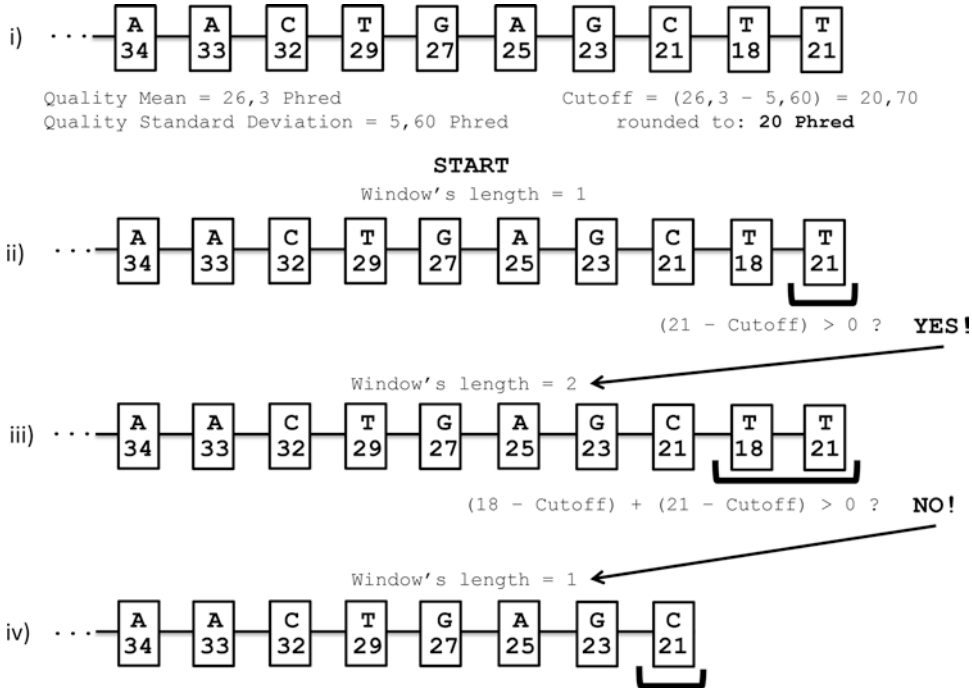 i) · · · A A C T G A G C T T
34 33 32 29 27 25 23 21 18 21
Quality Mean = 26,3 Phred Cutoff = (26,3 – 5,60) = 20,70
Quality Standard Deviation = 5,60 Phred rounded to: 20 Phred
START
Window's length = 1
ii) · · · A A C T G A G C T T
34 33 32 29 27 25 23 21 18 21
(21 – Cutoff) > 0 ? YES!
Window's length = 2
iii) · · · A A C T G A G C T T
34 33 32 29 27 25 23 21 18 21
(18 – Cutoff) + (21 – Cutoff) > 0 ? NO!
Window's length = 1
iv) · · · A A C T G A G C
34 33 32 29 27 25 23 21